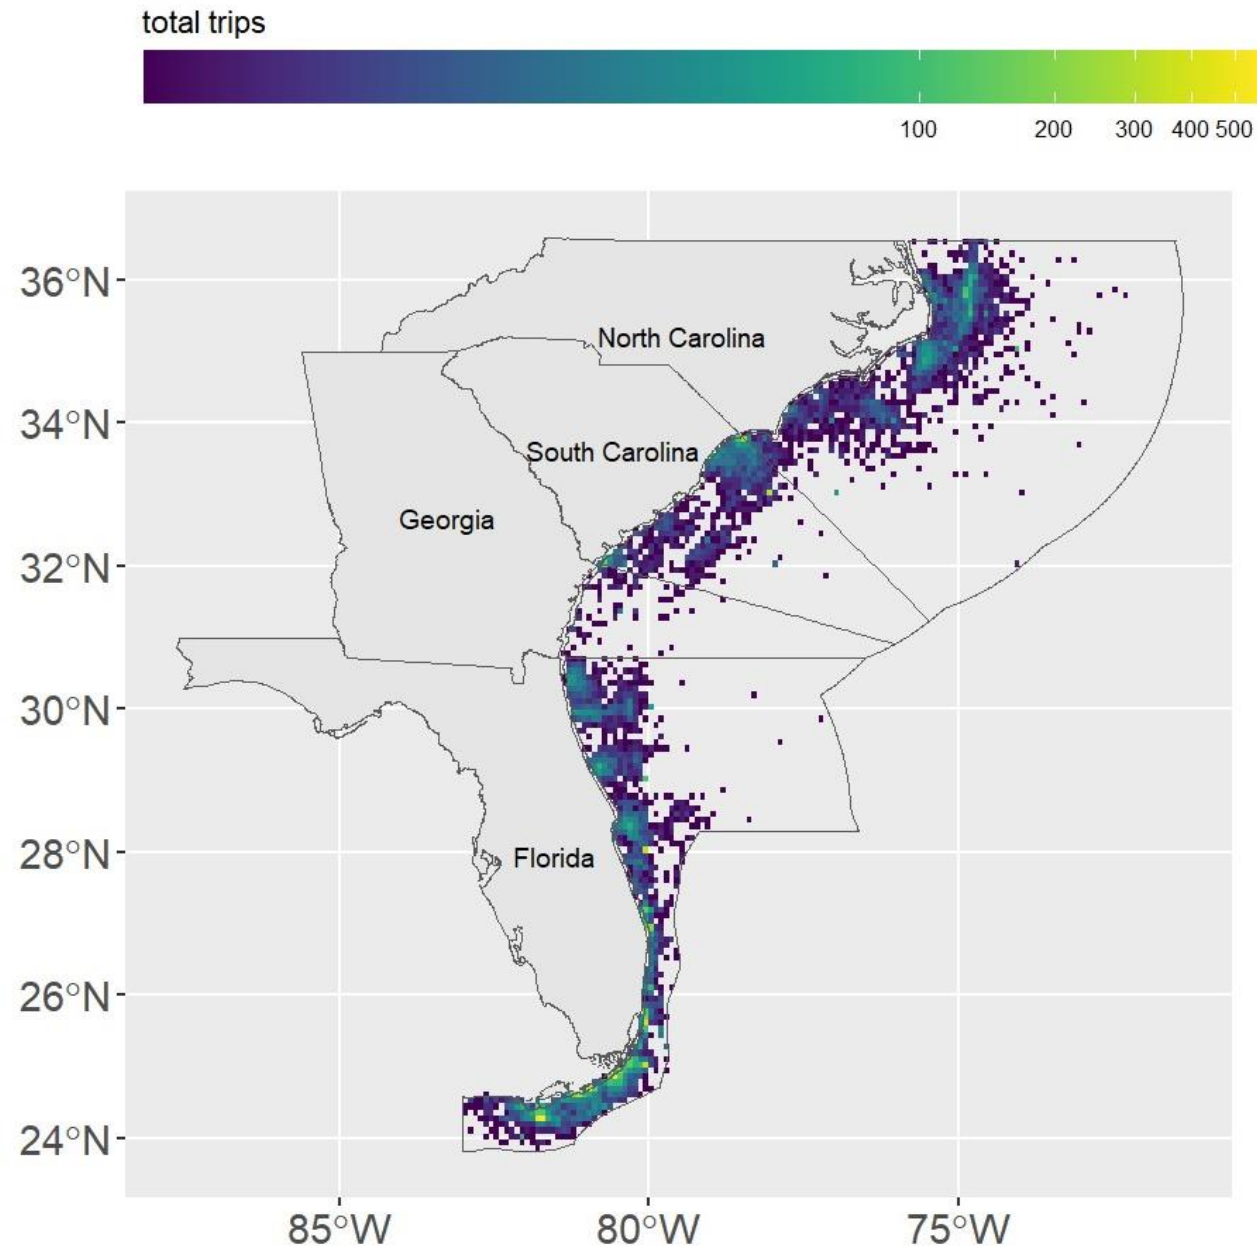 total trips
100 200 300 400 500
36°N
North Carolina
34°N
South Carolina
Georgia
32°N
30°N
28°N
Florida
26°N
24°N
85°W 80°W 75°W